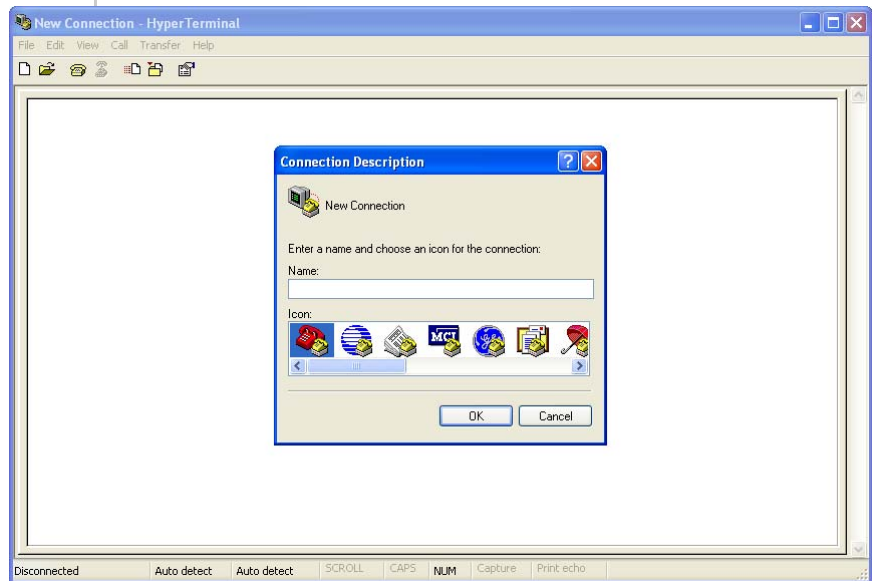 New Connection - HyperTerminal
File Edit View Call Transfer Help
Connection Description
New Connection
Enter a name and choose an icon for the connection:
Name:
Icon:
MCI
OK Cancel
Disconnected Auto detect Auto detect SCROLL CAPS NUM Capture Print echo